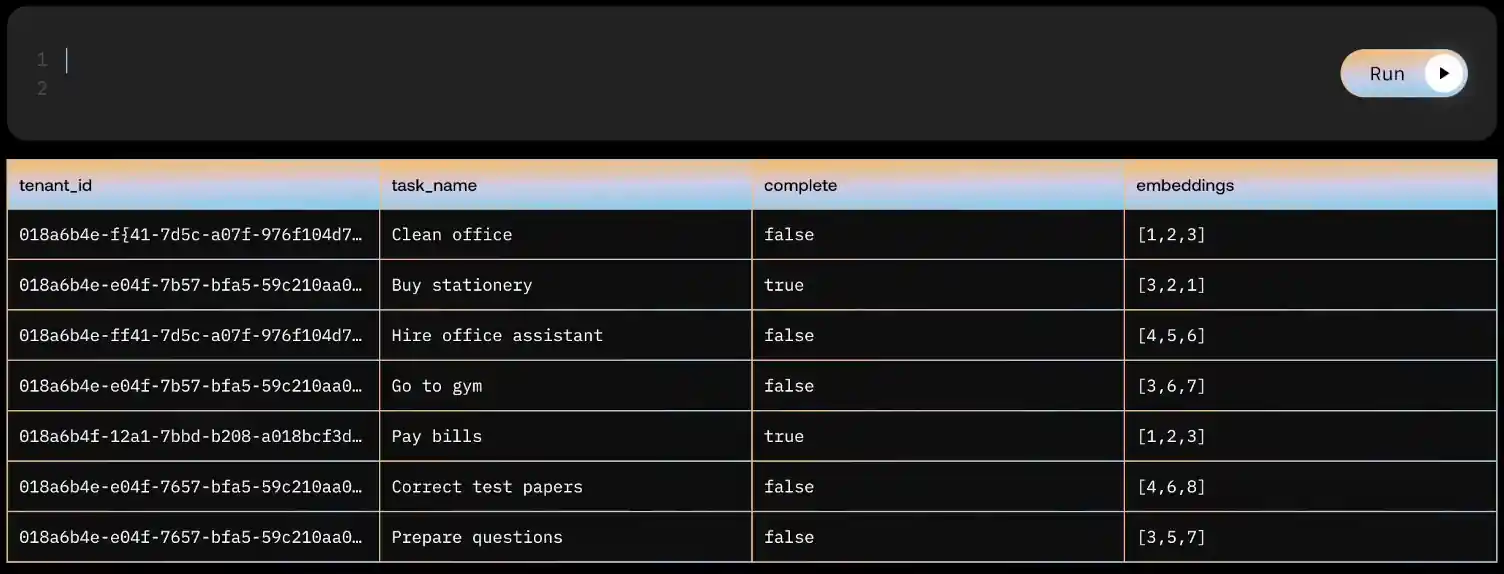 1
Run
2
tenant_id task_name complete embeddings
018a6b4e-f{41-7d5c-a07f-976f104d7… Clean office false [1,2,3]
018a6b4e-e04f-7b57-bfa5-59c210aa0… Buy stationery true [3,2,1]
018a6b4e-ff41-7d5c-a07f-976f104d7… Hire office assistant false [4,5,6]
018a6b4e-e04f-7b57-bfa5-59c210aa0… Go to gym false [3,6,7]
018a6b4f-12a1-7bbd-b208-a018bcf3d… Pay bills true [1,2,3]
018a6b4e-e04f-7657-bfa5-59c210aa0… Correct test papers false [4,6,8]
018a6b4e-e04f-7657-bfa5-59c210aa0… Prepare questions false [3,5,7]